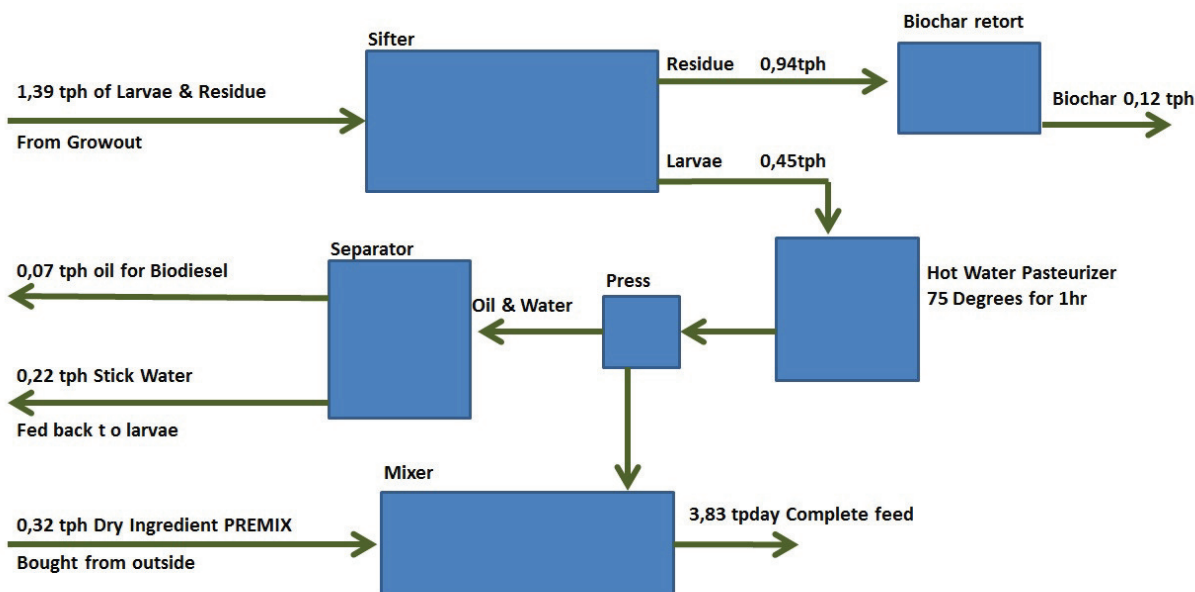 Biochar retort
Sifter
Residue 0,94tph
1,39 tph of Larvae & Residue
Biochar 0,12 tph
From Growout
Larvae 0,45tph
Separator
0,07 tph oil for Biodiesel
Press
Hot Water Pasteurizer
75 Degrees for 1hr
Oil & Water
0,22 tph Stick Water
Fed back t o larvae
Mixer
0,32 tph Dry Ingredient PREMIX
3,83 tpday Complete feed
Bought from outside